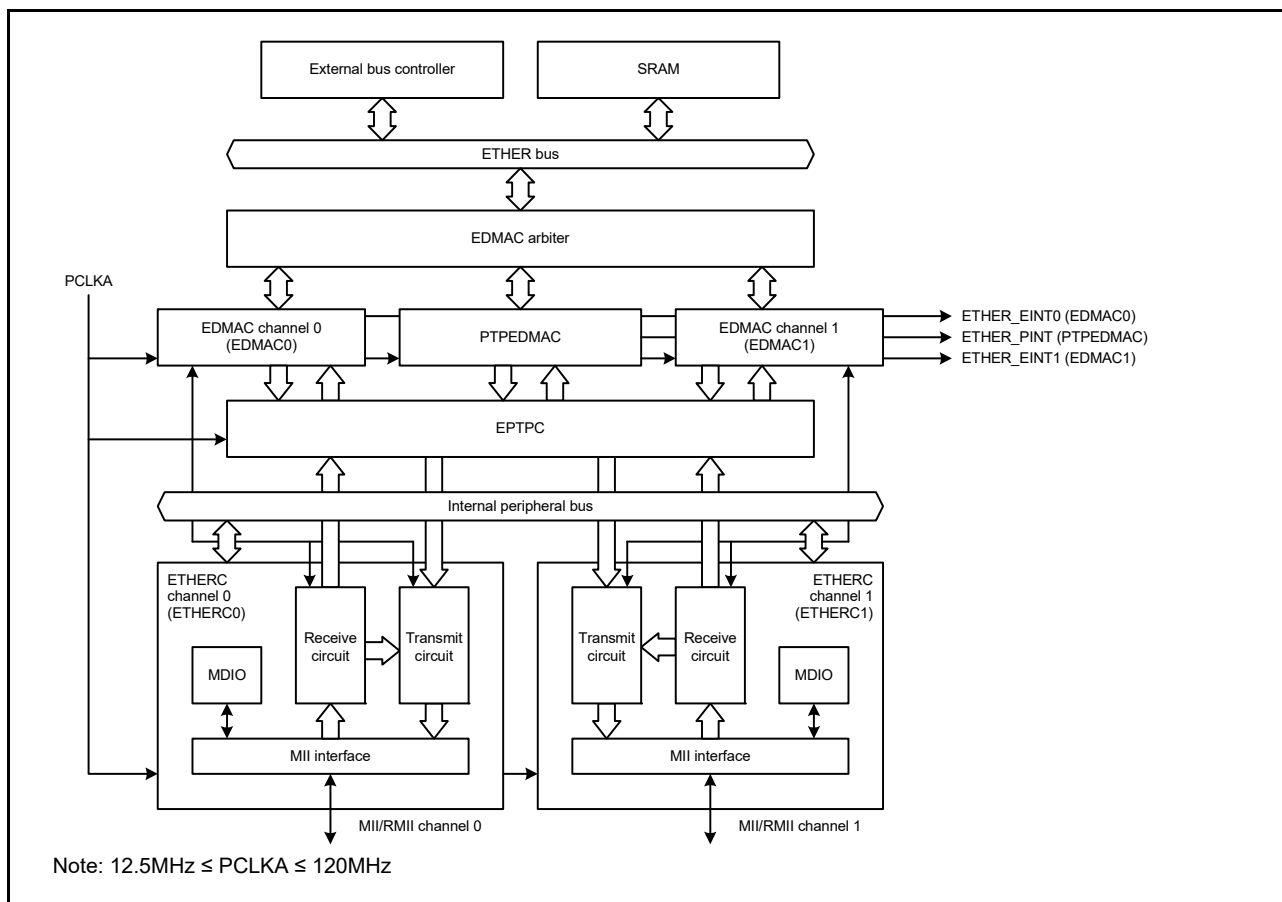 External bus controller
SRAM
ETHER bus
EDMAC arbiter
PCLKA
EDMAC channel 0
(EDMAC0)
PTPEDMAC
EDMAC channel 1
(EDMAC1)
ETHER_EINT0 (EDMAC0)
ETHER_PINT (PTPEDMAC)
ETHER_EINT1 (EDMAC1)
EPTPC
Internal peripheral bus
ETHERC
channel 0
(ETHERC0)
Receive
circuit
Transmit
circuit
MDIO
MII interface
Transmit
circuit
Receive
circuit
ETHERC
channel 1
(ETHERC1)
MDIO
MII interface
MII/RMII channel 0
MII/RMII channel 1
Note: 12.5MHz ≤ PCLKA ≤ 120MHz